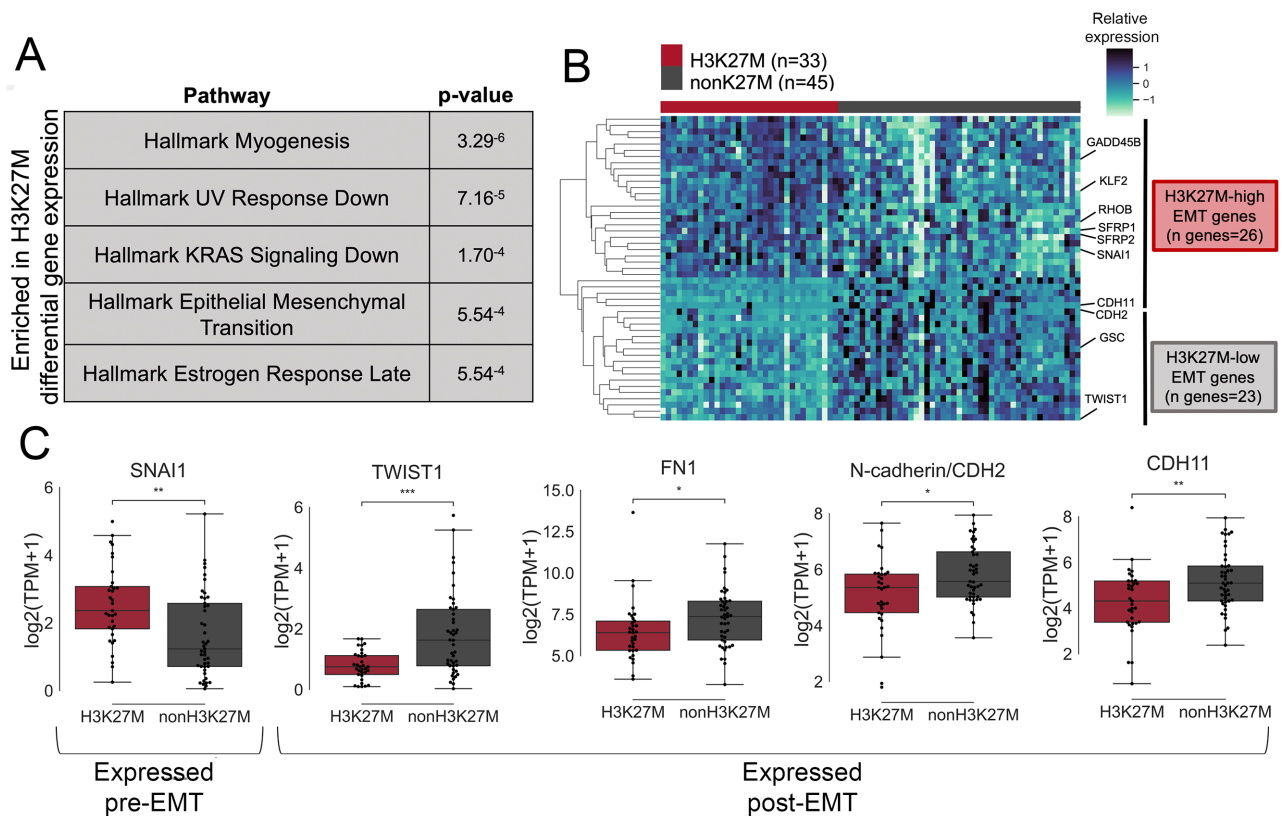 A
Pathway
p-value
Enriched in H3K27M
differential gene expression
Hallmark Myogenesis
3.29-6
Hallmark UV Response Down
7.16-5
Hallmark KRAS Signaling Down
1.70-4
Hallmark Epithelial Mesenchymal
Transition
5.54-4
Hallmark Estrogen Response Late
5.54-4
B
H3K27M (n=33)
nonK27M (n=45)
Relative
expression
1
0
−1
GADD45B
KLF2
RHOB
SFRP1
SFRP2
SNAI1
CDH11
CDH2
GSC
TWIST1
H3K27M-high
EMT genes
(n genes=26)
H3K27M-low
EMT genes
(n genes=23)
C
SNAI1
**
6
4
2
0
log2(TPM+1)
H3K27M
nonH3K27M
TWIST1
***
6
4
2
0
log2(TPM+1)
H3K27M
nonH3K27M
FN1
*
15.0
12.5
10.0
7.5
5.0
log2(TPM+1)
H3K27M
nonH3K27M
N-cadherin/CDH2
*
8
6
4
2
log2(TPM+1)
H3K27M
nonH3K27M
CDH11
**
8
6
4
2
log2(TPM+1)
H3K27M
nonH3K27M
Expressed
pre-EMT
Expressed
post-EMT